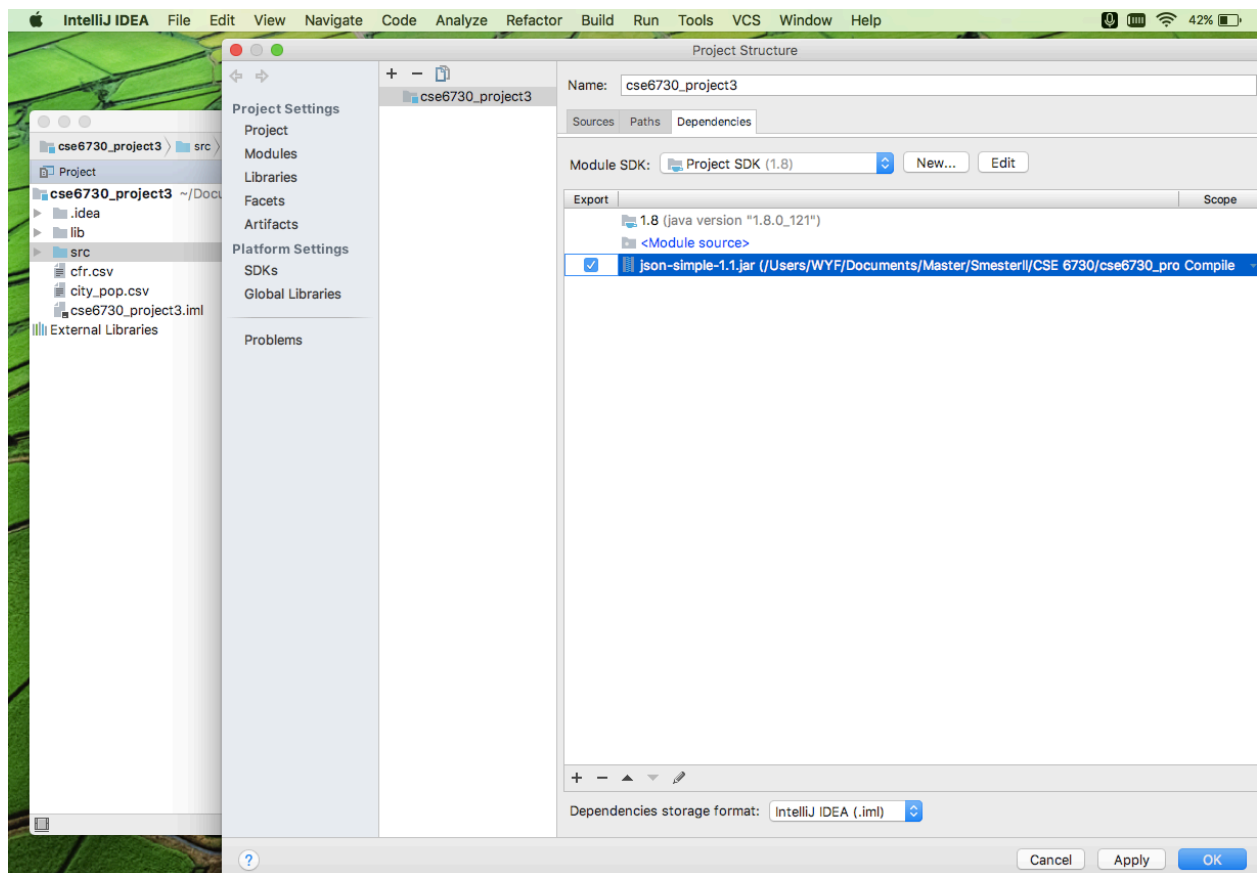 IntelliJ IDEA File Edit View Navigate Code Analyze Refactor Build Run Tools VCS Window Help 42%
Project Structure
cse6730_project3 src
Project
cse6730_project3 ~/Docu
.idea
lib
src
cfr.csv
city_pop.csv
cse6730_project3.iml
External Libraries
Project Settings
Project
Modules
Libraries
Facets
Artifacts
Platform Settings
SDKs
Global Libraries
Problems
+ −
cse6730_project3
Name: cse6730_project3
Sources Paths Dependencies
Module SDK: Project SDK (1.8) New... Edit
Export Scope
1.8 (java version "1.8.0_121")
<Module source>
json-simple-1.1.jar (/Users/WYF/Documents/Master/SmesterII/CSE 6730/cse6730_pro Compile
+ −
Dependencies storage format: IntelliJ IDEA (.iml)
? Cancel Apply OK